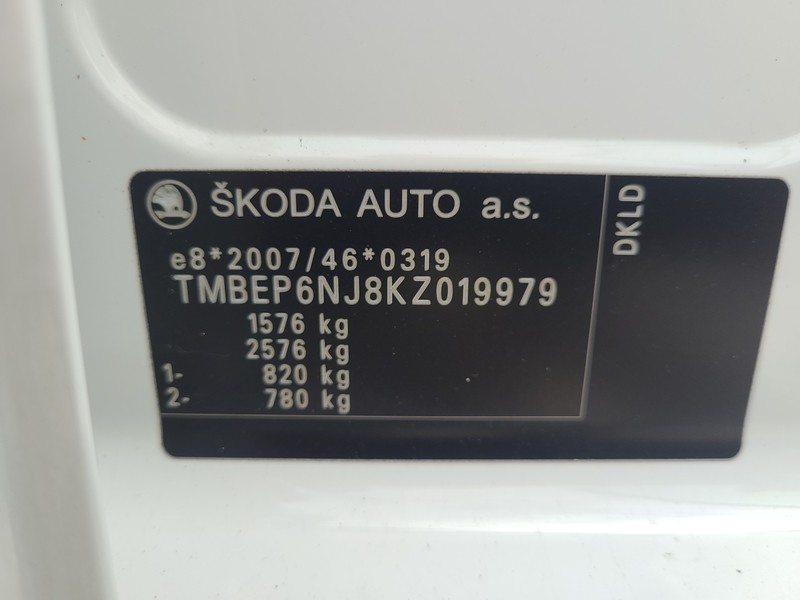 ŠKODA AUTO a.s.
e8*2007/46*0319
TMBEP6NJ8KZ019979
1576 kg
2576 kg
1- 820 kg
2- 780 kg
DKLD